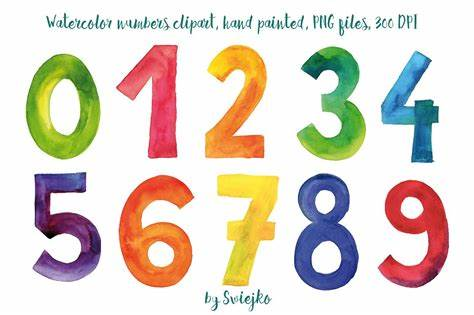 Watercolor numbers clipart, hand painted, PNG files, 300 DPI
0 1 2 3 4
5 6 7 8 9
by Swiejko